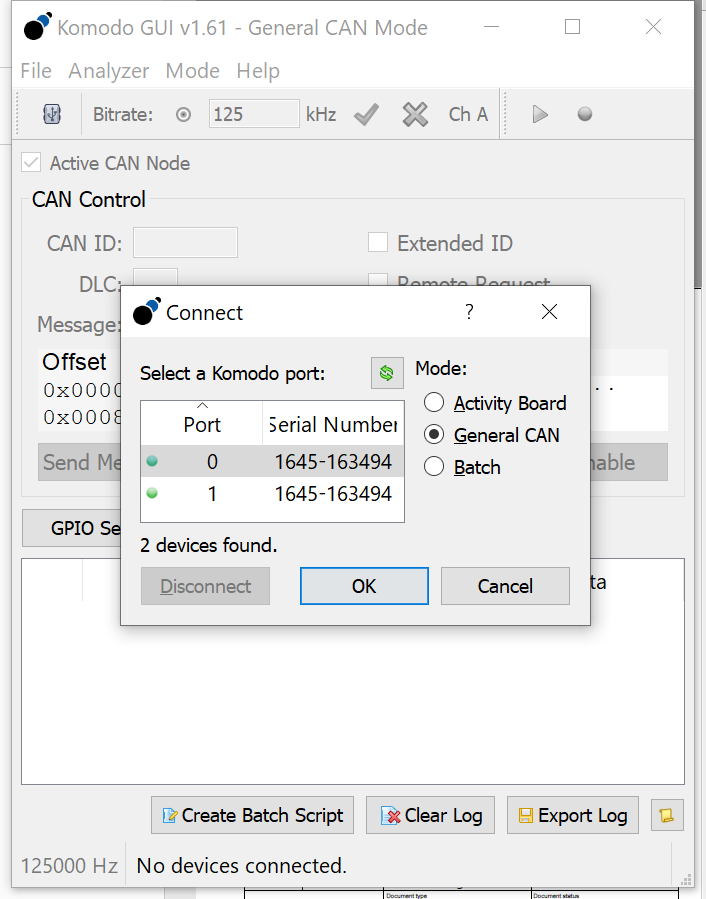 Komodo GUI v1.61 - General CAN Mode
File Analyzer Mode Help
Bitrate: 125 kHz Ch A
Active CAN Node
CAN Control
CAN ID: Extended ID
DLC: Remote Request
Message:
Offset
0x0000
0x0008
Send Me
nable
GPIO Se
ta
Connect ?
Select a Komodo port: Mode:
Port Serial Number
0 1645-163494
1 1645-163494
Activity Board
General CAN
Batch
2 devices found.
Disconnect OK Cancel
Create Batch Script Clear Log Export Log
125000 Hz No devices connected.
Document type Document status